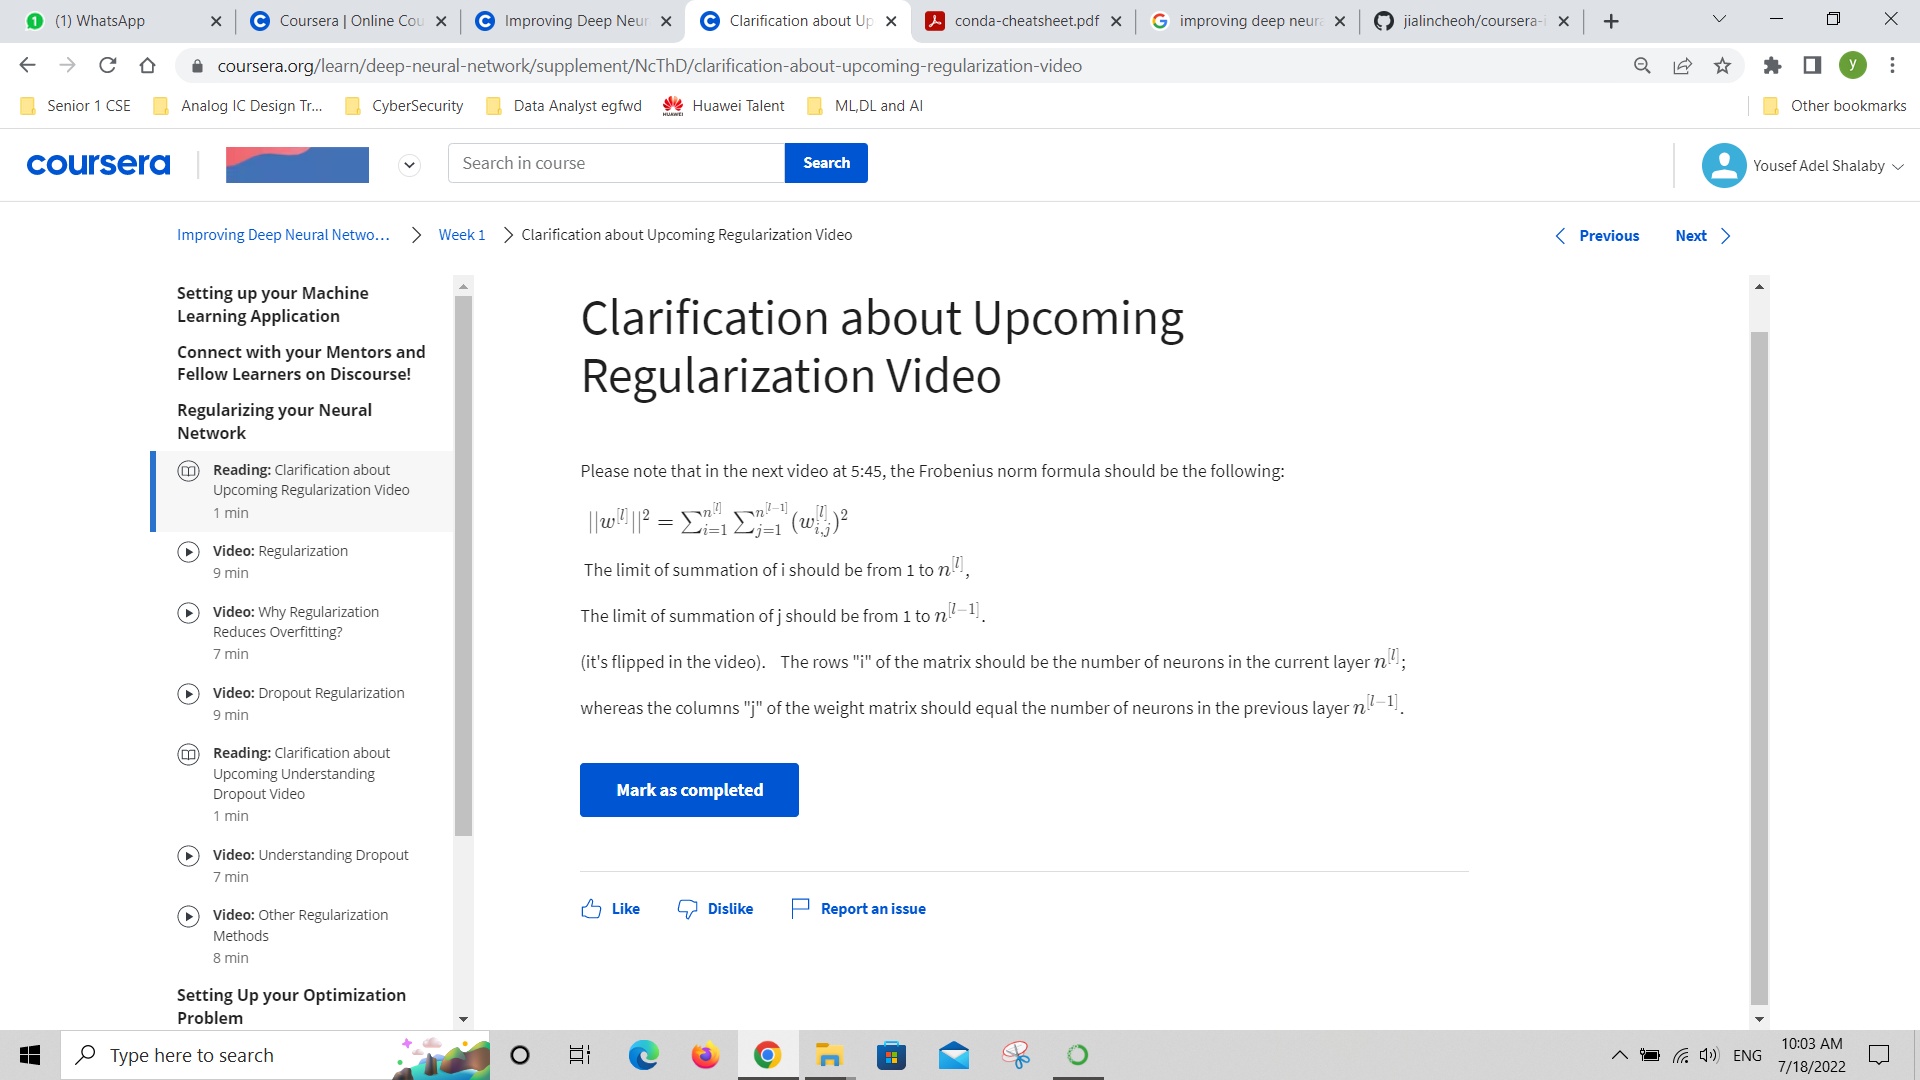 (1) WhatsApp
Coursera | Online Cou
Improving Deep Neur
Clarification about Up
conda-cheatsheet.pdf
improving deep neura
jialincheoh/coursera-i
coursera.org/learn/deep-neural-network/supplement/NcThD/clarification-about-upcoming-regularization-video
y
Senior 1 CSE
Analog IC Design Tr...
CyberSecurity
Data Analyst egfwd
HUAWEI
Huawei Talent
ML,DL and AI
Other bookmarks
coursera
Search in course
Search
Yousef Adel Shalaby
Improving Deep Neural Netwo... > Week 1 > Clarification about Upcoming Regularization Video
Previous
Next
Setting up your Machine
Learning Application
Connect with your Mentors and
Fellow Learners on Discourse!
Regularizing your Neural
Network
Reading: Clarification about
Upcoming Regularization Video
1 min
Video: Regularization
9 min
Video: Why Regularization
Reduces Overfitting?
7 min
Video: Dropout Regularization
9 min
Reading: Clarification about
Upcoming Understanding
Dropout Video
1 min
Video: Understanding Dropout
7 min
Video: Other Regularization
Methods
8 min
Setting Up your Optimization
Problem
Clarification about Upcoming
Regularization Video
Please note that in the next video at 5:45, the Frobenius norm formula should be the following:
||w^{[l]}||^2 = ∑_{i=1}^{n^{[l]}} ∑_{j=1}^{n^{[l−1]}} (w_{i,j}^{[l]})^2
The limit of summation of i should be from 1 to n^{[l]},
The limit of summation of j should be from 1 to n^{[l−1]}.
(it's flipped in the video). The rows "i" of the matrix should be the number of neurons in the current layer n^{[l]};
whereas the columns "j" of the weight matrix should equal the number of neurons in the previous layer n^{[l−1]}.
Mark as completed
Like
Dislike
Report an issue
Type here to search
ENG
10:03 AM
7/18/2022